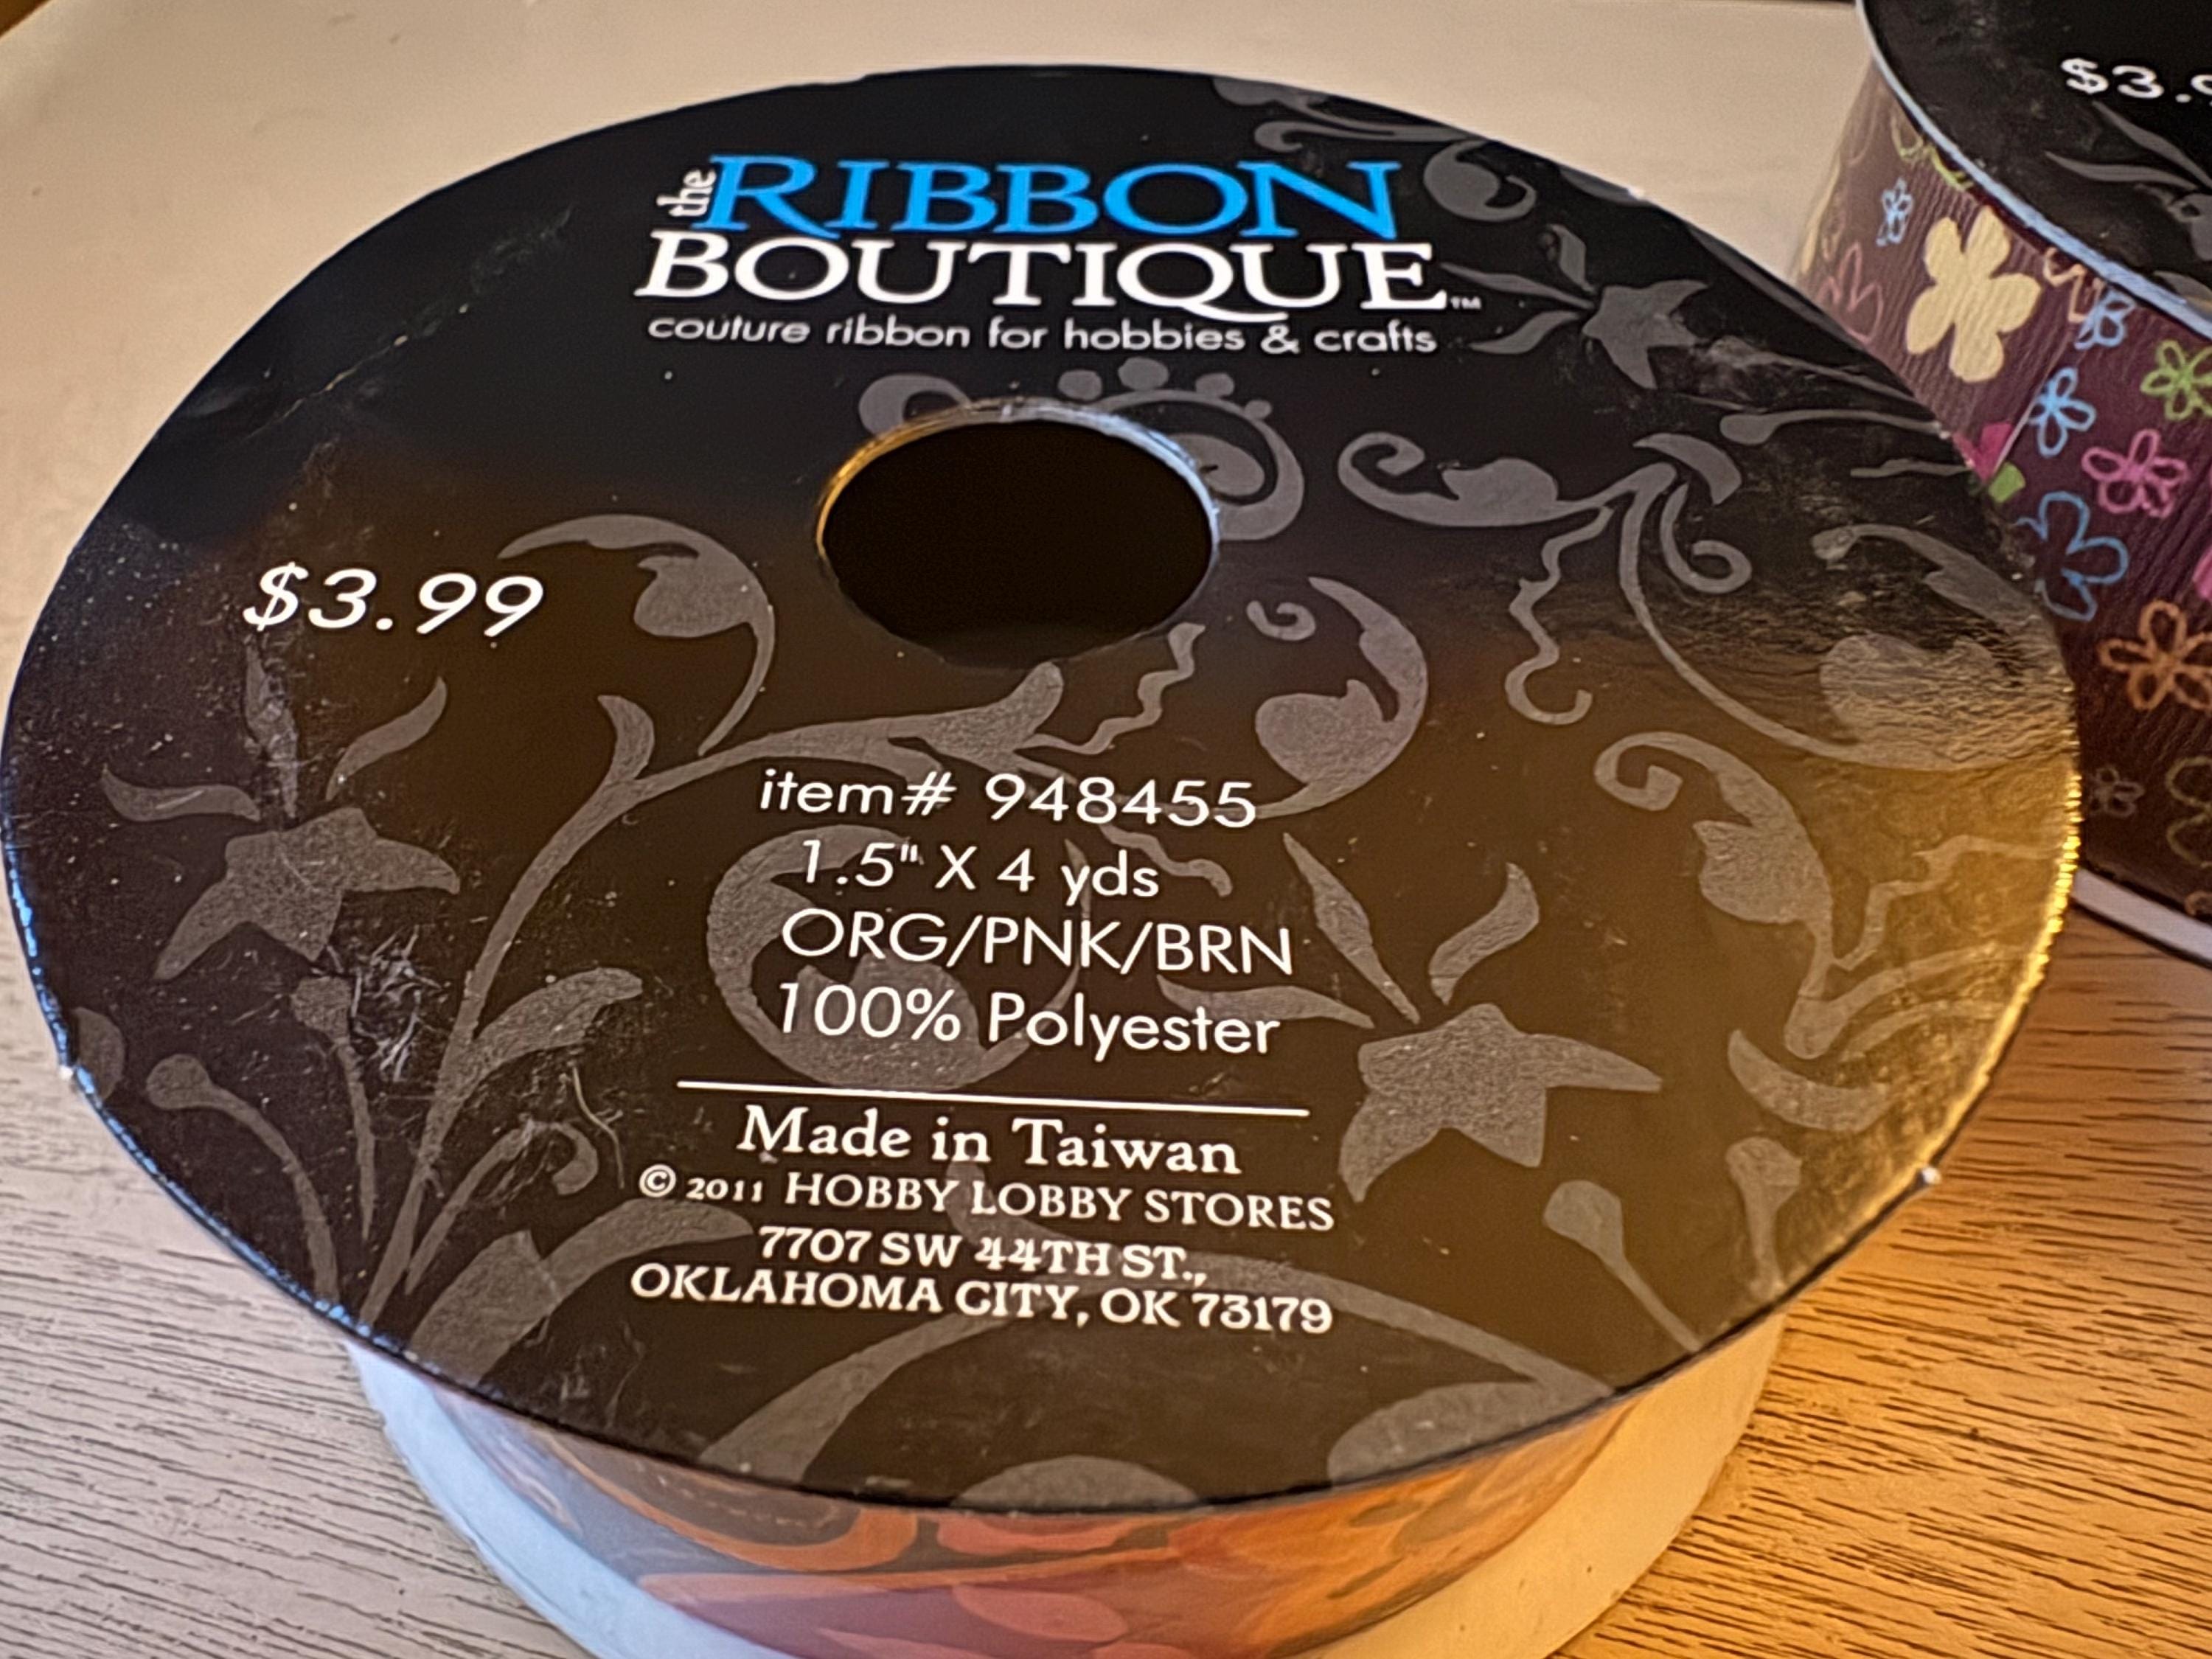 the RIBBON
BOUTIQUE™
couture ribbon for hobbies & crafts
$3.99
item# 948455
1.5" X 4 yds
ORG/PNK/BRN
100% Polyester
Made in Taiwan
© 2011 HOBBY LOBBY STORES
7707 SW 44TH ST.,
OKLAHOMA CITY, OK 73179